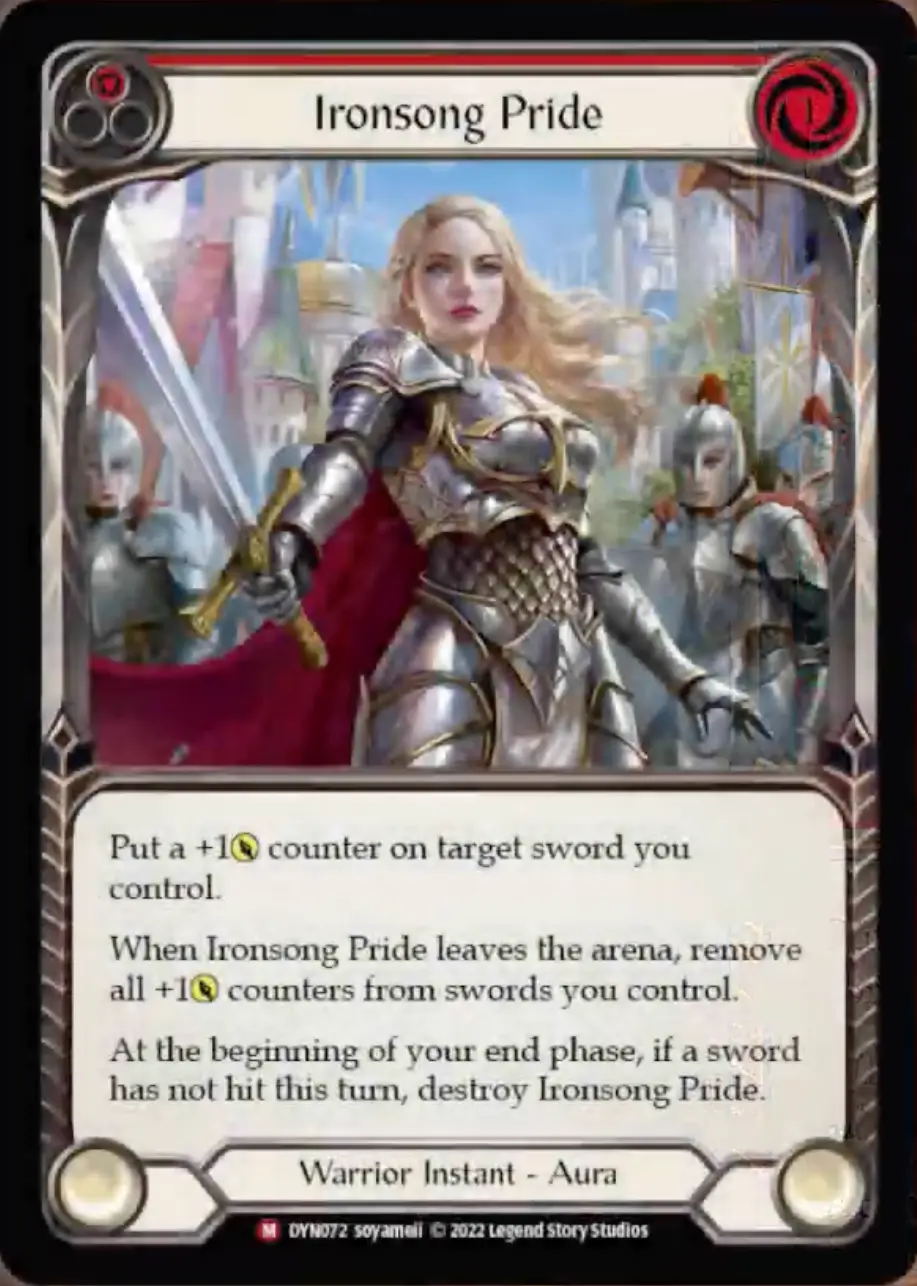 Ironsong Pride
1
Put a +1 counter on target sword you
control.
When Ironsong Pride leaves the arena, remove
all +1 counters from swords you control.
At the beginning of your end phase, if a sword
has not hit this turn, destroy Ironsong Pride.
Warrior Instant - Aura
M DYN072 soyameii © 2022 Legend Story Studios